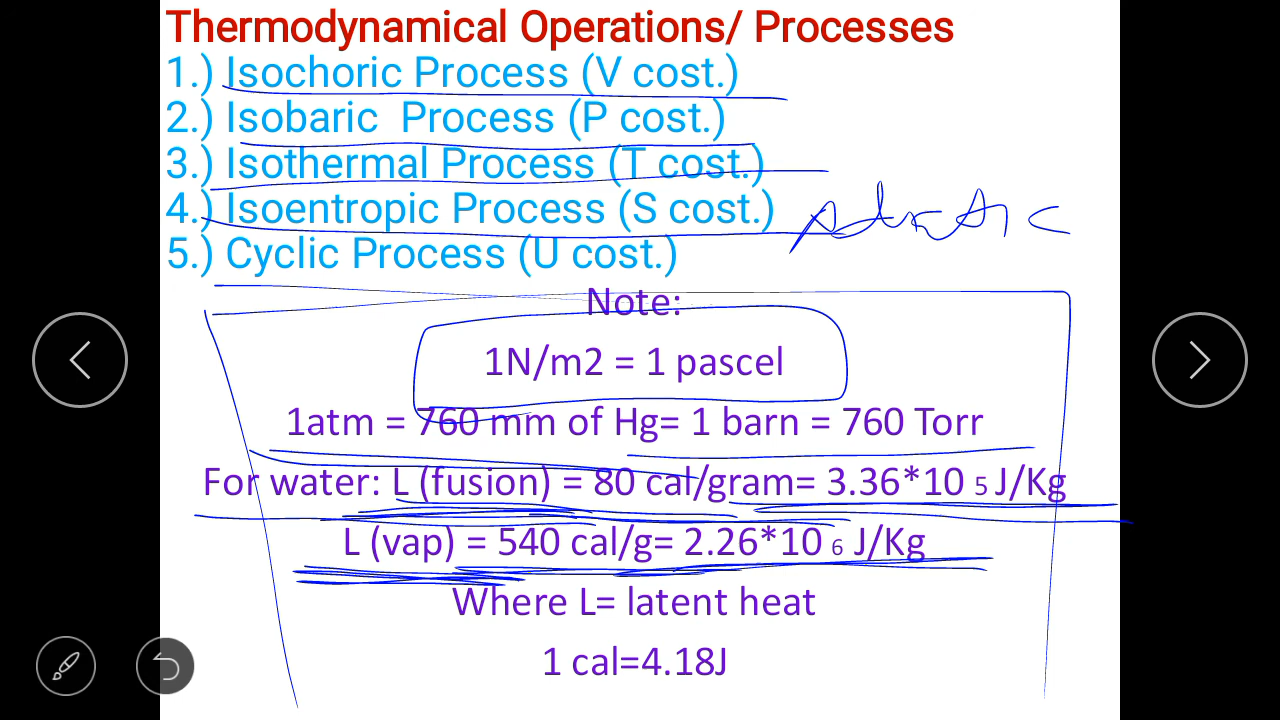 Thermodynamical Operations/ Processes
1.) Isochoric Process (V cost.)
2.) Isobaric Process (P cost.)
3.) Isothermal Process (T cost.)
4.) Isoentropic Process (S cost.)
5.) Cyclic Process (U cost.)
Note:
1N/m2 = 1 pascel
1atm = 760 mm of Hg= 1 barn = 760 Torr
For water: L (fusion) = 80 cal/gram= 3.36*10 5 J/Kg
L (vap) = 540 cal/g= 2.26*10 6 J/Kg
Where L= latent heat
1 cal=4.18J